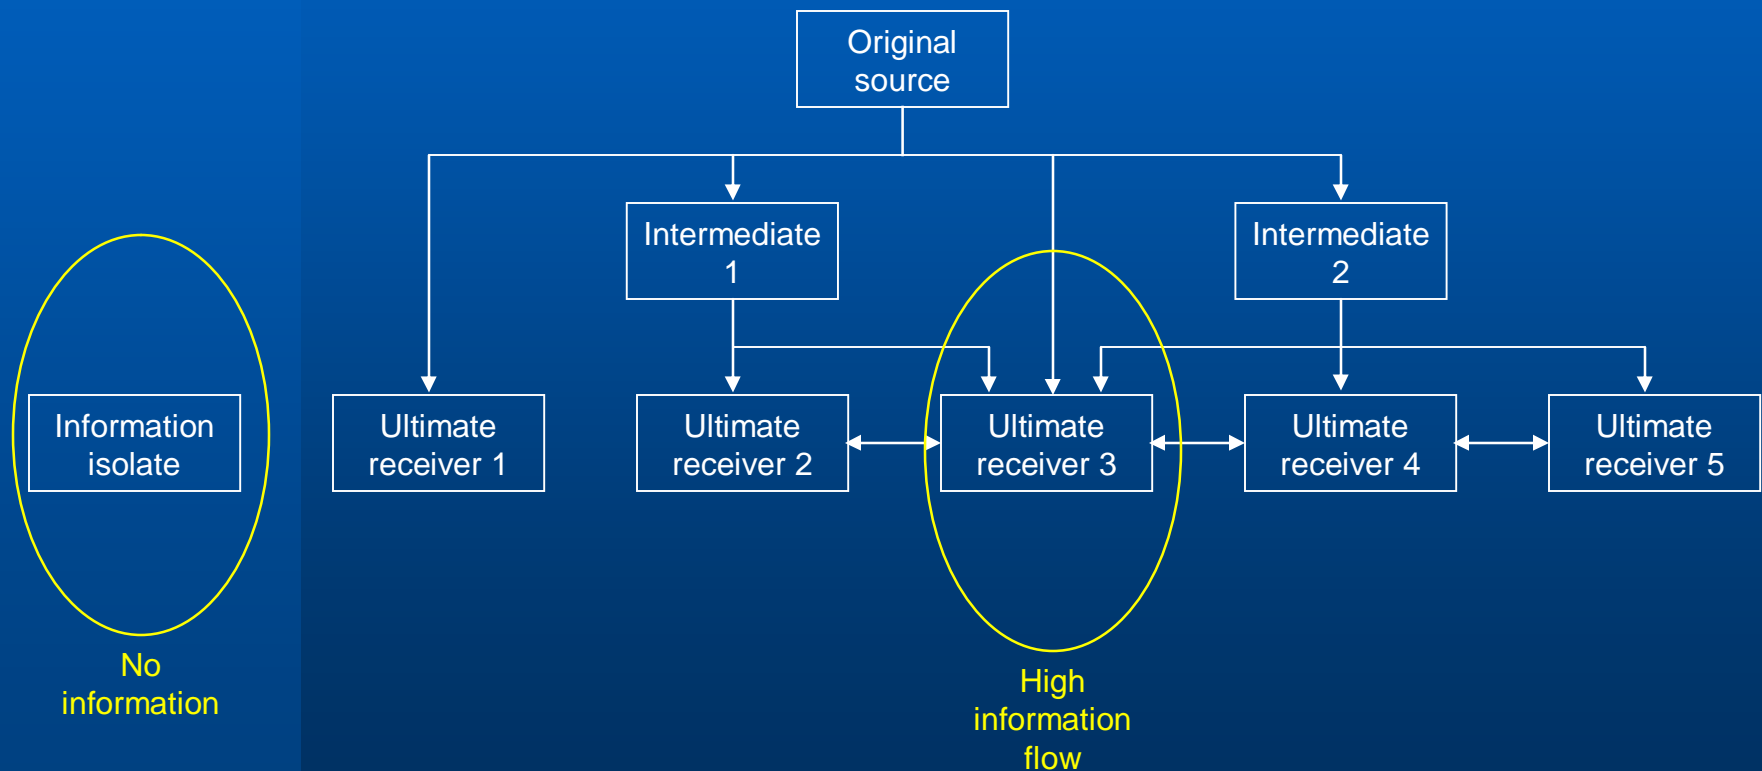 Original
source
Intermediate
1
Intermediate
2
Information
isolate
Ultimate
receiver 1
Ultimate
receiver 2
Ultimate
receiver 3
Ultimate
receiver 4
Ultimate
receiver 5
No
information
High
information
flow